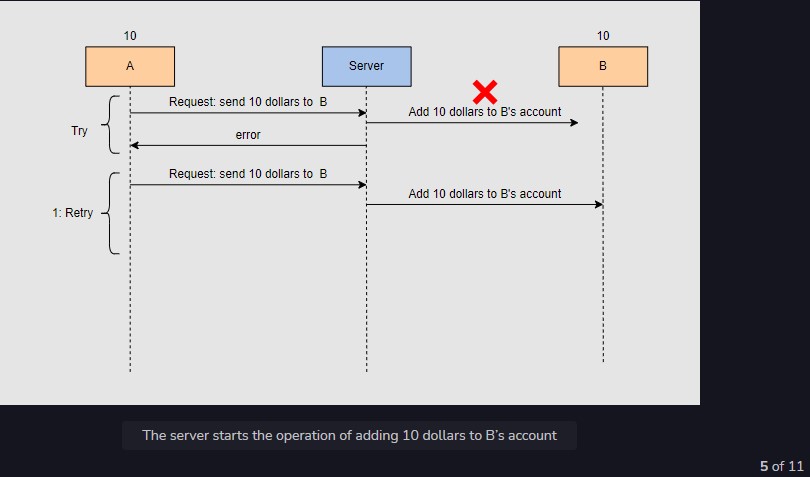 10
10
A
Server
B
Request: send 10 dollars to B
Add 10 dollars to B's account
Try
error
Request: send 10 dollars to B
Add 10 dollars to B's account
1: Retry
The server starts the operation of adding 10 dollars to B’s account
5 of 11